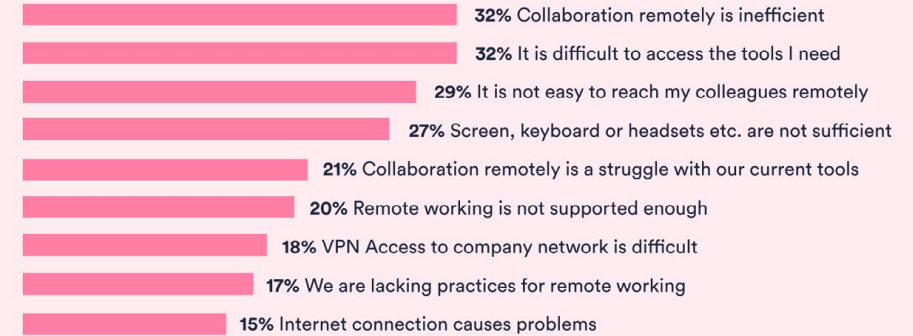 32% Collaboration remotely is inefficient
32% It is difficult to access the tools I need
29% It is not easy to reach my colleagues remotely
27% Screen, keyboard or headsets etc. are not sufficient
21% Collaboration remotely is a struggle with our current tools
20% Remote working is not supported enough
18% VPN Access to company network is difficult
17% We are lacking practices for remote working
15% Internet connection causes problems